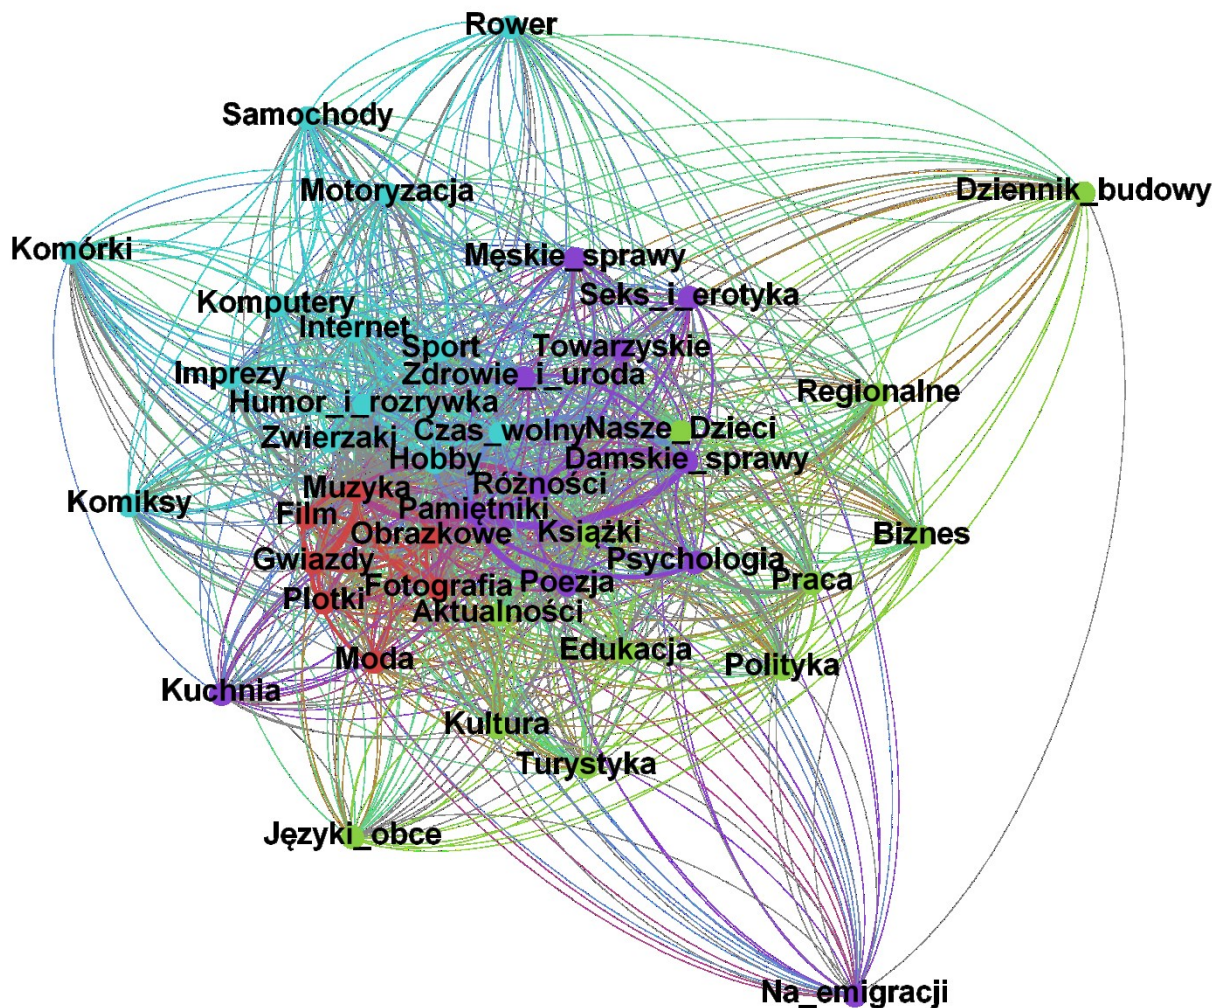 Rower
Samochody
Motoryzacja
Dziennik_budowy
Komórki
Męskie_sprawy
Seks_i_erotyka
Komputery
Internet
Sport
Towarzyskie
Imprezy
Zdrowie_i_uroda
Regionalne
Humor_i_rozrywka
Zwierzaki
Czas_wolny
Nasze_Dzieci
Hobby
Damskie_sprawy
Muzyka
Różności
Komiksy
Film
Pamiętniki
Obrazkowe
Książki
Biznes
Gwiazdy
Psychologia
Plotki
Fotografia
Poezja
Praca
Aktualności
Moda
Edukacja
Polityka
Kuchnia
Kultura
Turystyka
Języki_obce
Na_emigracji